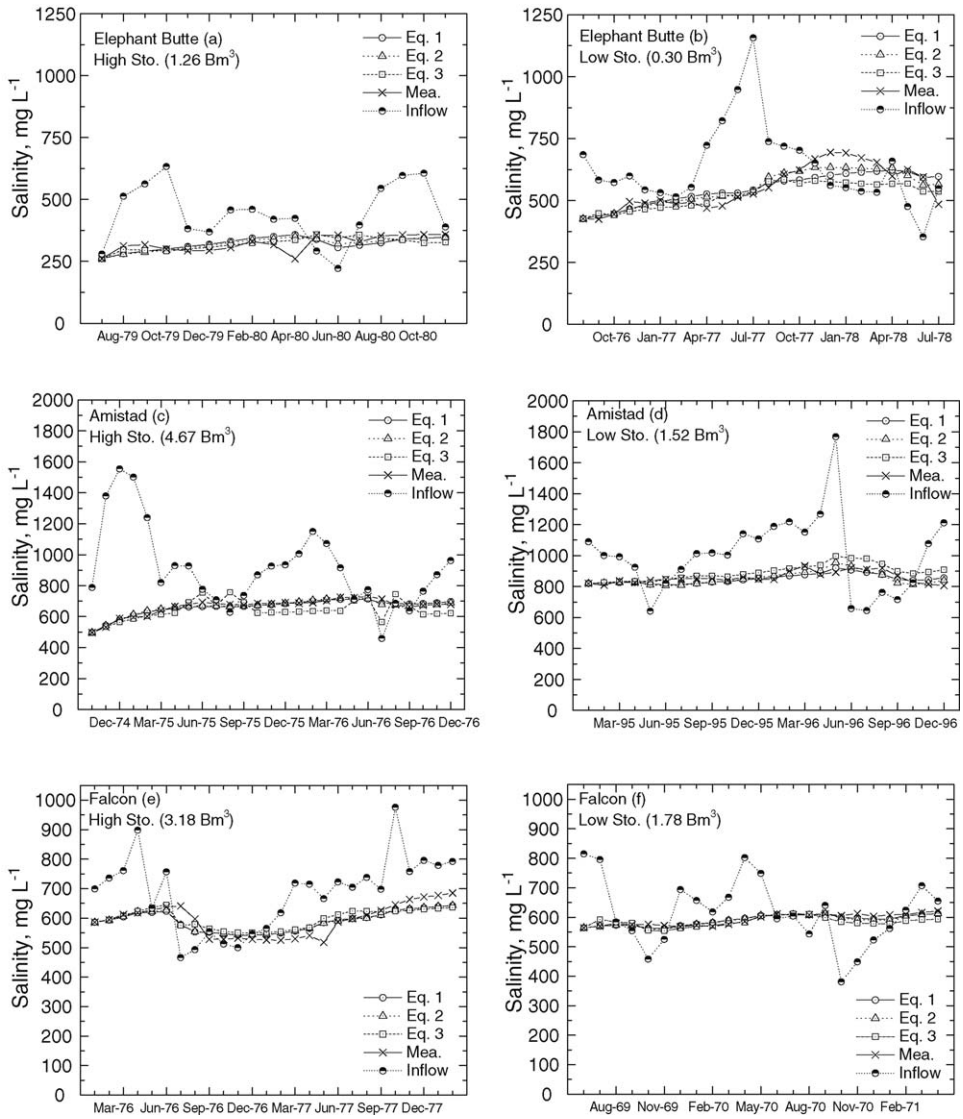 Salinity, mg L-1
1250
1000
750
500
250
0
Elephant Butte (a)
High Sto. (1.26 Bm3)
Eq. 1
Eq. 2
Eq. 3
Mea.
Inflow
Aug-79 Oct-79 Dec-79 Feb-80 Apr-80 Jun-80 Aug-80 Oct-80
1250
1000
750
500
250
0
Elephant Butte (b)
Low Sto. (0.30 Bm3)
Eq. 1
Eq. 2
Eq. 3
Mea.
Inflow
Oct-76 Jan-77 Apr-77 Jul-77 Oct-77 Jan-78 Apr-78 Jul-78
Salinity, mg L-1
2000
1800
1600
1400
1200
1000
800
600
400
200
0
Amistad (c)
High Sto. (4.67 Bm3)
Eq. 1
Eq. 2
Eq. 3
Mea.
Inflow
Dec-74 Mar-75 Jun-75 Sep-75 Dec-75 Mar-76 Jun-76 Sep-76 Dec-76
2000
1800
1600
1400
1200
1000
800
600
400
200
0
Amistad (d)
Low Sto. (1.52 Bm3)
Eq. 1
Eq. 2
Eq. 3
Mea.
Inflow
Mar-95 Jun-95 Sep-95 Dec-95 Mar-96 Jun-96 Sep-96 Dec-96
Salinity, mg L-1
1000
900
800
700
600
500
400
300
200
100
0
Falcon (e)
High Sto. (3.18 Bm3)
Eq. 1
Eq. 2
Eq. 3
Mea.
Inflow
Mar-76 Jun-76 Sep-76 Dec-76 Mar-77 Jun-77 Sep-77 Dec-77
1000
900
800
700
600
500
400
300
200
100
0
Falcon (f)
Low Sto. (1.78 Bm3)
Eq. 1
Eq. 2
Eq. 3
Mea.
Inflow
Aug-69 Nov-69 Feb-70 May-70 Aug-70 Nov-70 Feb-71